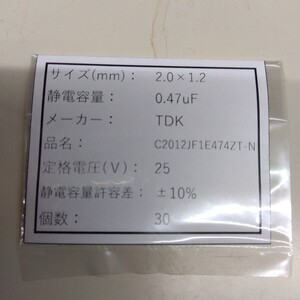 サイズ(mm)： 2.0×1.2
静電容量： 0.47uF
メーカー： TDK
品名： C2012JF1E474ZT-N
定格電圧(V)： 25
静電容量許容差： ±10%
個数： 30